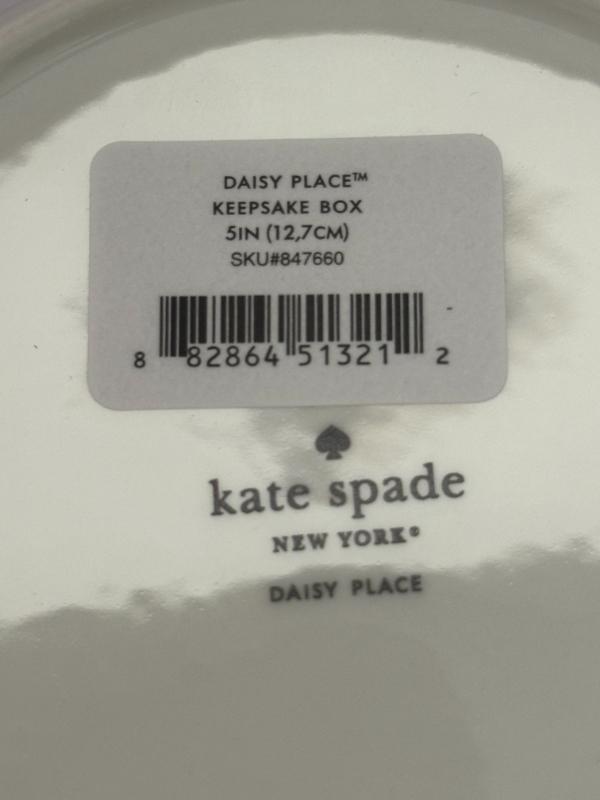 DAISY PLACE™
KEEPSAKE BOX
5IN (12,7CM)
SKU#847660
8 82864 51321 2
kate spade
NEW YORK®
DAISY PLACE